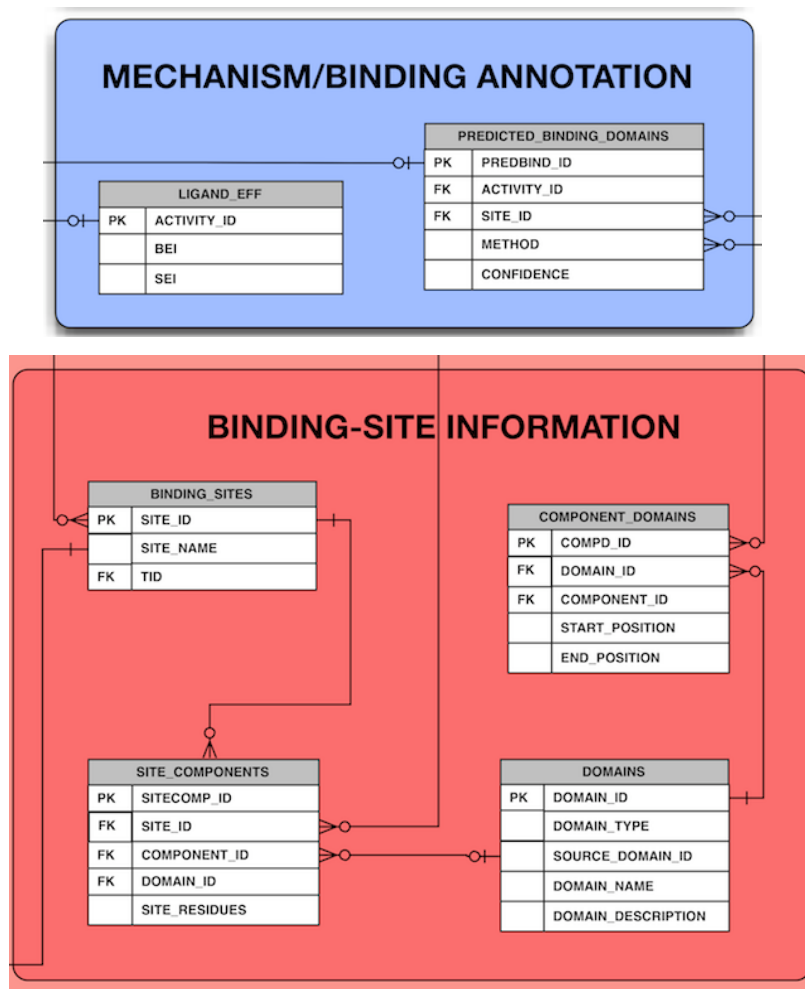 MECHANISM/BINDING ANNOTATION
PREDICTED_BINDING_DOMAINS
PK PREDBIND_ID
FK ACTIVITY_ID
FK SITE_ID
METHOD
CONFIDENCE
LIGAND_EFF
PK ACTIVITY_ID
BEI
SEI
BINDING-SITE INFORMATION
BINDING_SITES
PK SITE_ID
SITE_NAME
FK TID
COMPONENT_DOMAINS
PK COMPD_ID
FK DOMAIN_ID
FK COMPONENT_ID
START_POSITION
END_POSITION
SITE_COMPONENTS
PK SITECOMP_ID
FK SITE_ID
FK COMPONENT_ID
FK DOMAIN_ID
SITE_RESIDUES
DOMAINS
PK DOMAIN_ID
DOMAIN_TYPE
SOURCE_DOMAIN_ID
DOMAIN_NAME
DOMAIN_DESCRIPTION